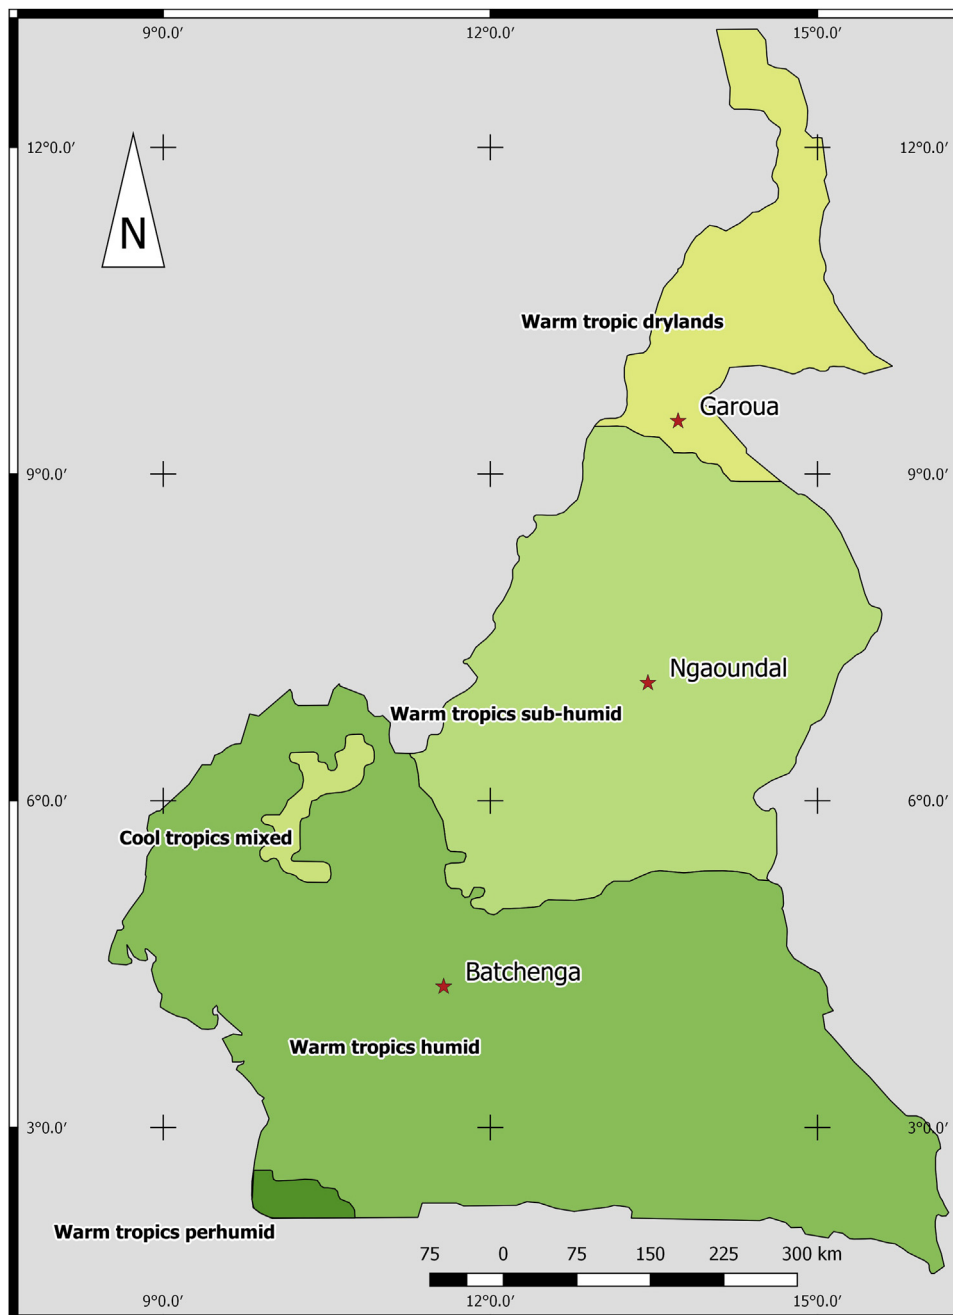 9°0.0′ 12°0.0′ 15°0.0′
12°0.0′ 12°0.0′
N
Warm tropic drylands
Garoua
9°0.0′ 9°0.0′
Ngaoundal
Warm tropics sub-humid
6°0.0′ 6°0.0′
Cool tropics mixed
Batchenga
Warm tropics humid
3°0.0′ 3°0.0′
Warm tropics perhumid
75 0 75 150 225 300 km
9°0.0′ 12°0.0′ 15°0.0′